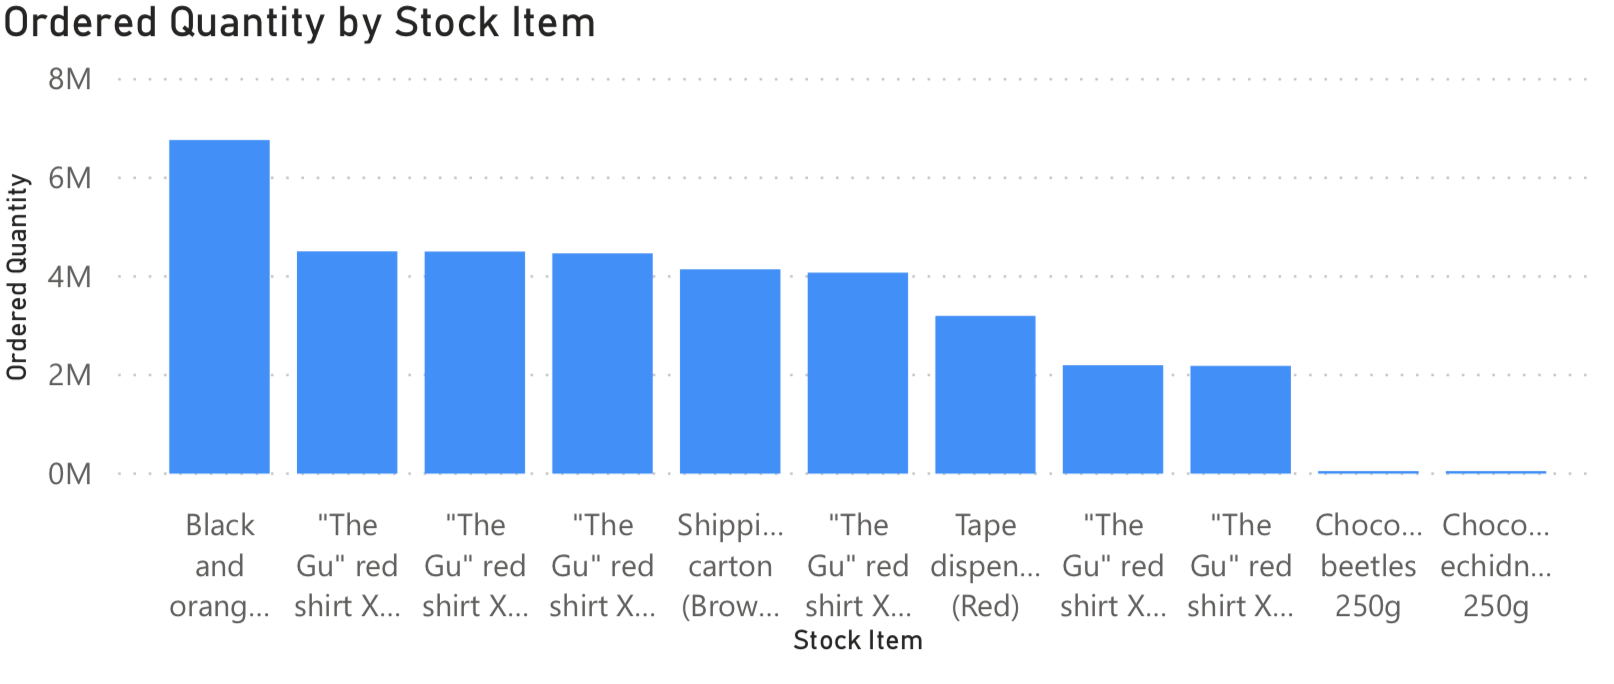 Ordered Quantity by Stock Item
8M
6M
4M
2M
0M
Ordered Quantity
Black
and
orang...
"The
Gu" red
shirt X...
"The
Gu" red
shirt X...
"The
Gu" red
shirt X...
Shippi...
carton
(Brow...
"The
Gu" red
shirt X...
Tape
dispen...
(Red)
"The
Gu" red
shirt X...
"The
Gu" red
shirt X...
Choco...
beetles
250g
Choco...
echidn...
250g
Stock Item